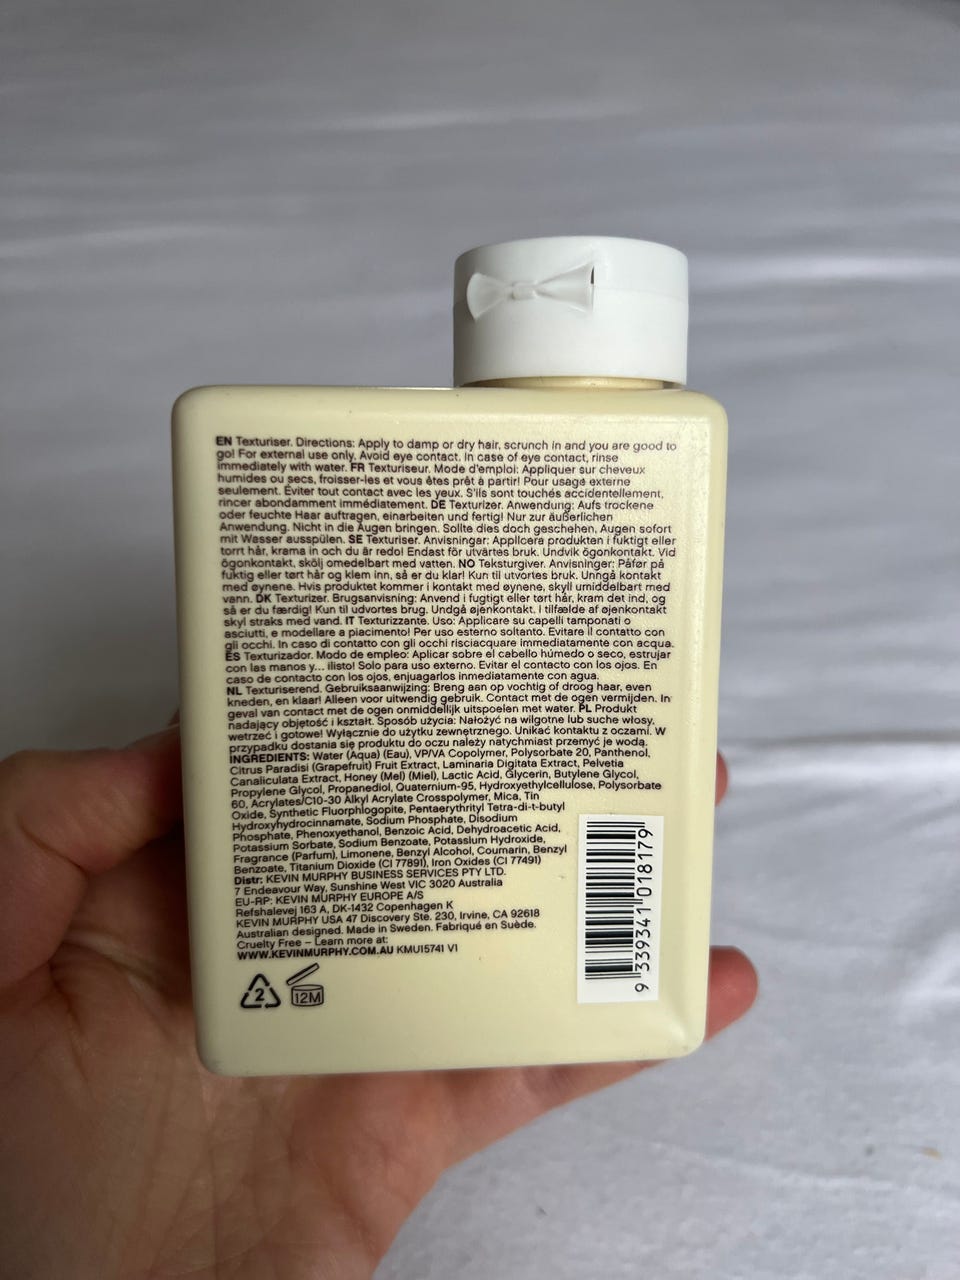 EN Texturiser. Directions: Apply to damp or dry hair, scrunch in and you are good to
go! For external use only. Avoid eye contact. In case of eye contact, rinse
immediately with water. FR Texturiseur. Mode d'emploi: Appliquer sur cheveux
humides ou secs, froisser-les et vous êtes prêt à partir! Pour usage externe
seulement. Éviter tout contact avec les yeux. S'ils sont touchés accidentellement,
rincer abondamment immédiatement. DE Texturizer. Anwendung: Aufs trockene
oder feuchte Haar auftragen, einarbeiten und fertig! Nur zur äußerlichen
Anwendung. Nicht in die Augen bringen. Sollte dies doch geschehen, Augen sofort
mit Wasser ausspülen. SE Texturiser. Anvisningar: Applicera produkten i fuktigt eller
torrt hår, krama in och du är redo! Endast för utvärtes bruk. Undvik ögonkontakt. Vid
ögonkontakt, skölj omedelbart med vatten. NO Teksturgiver. Anvisninger: Påfør på
fuktig eller tørt hår og klem inn, så er du klar! Kun til utvortes bruk. Unngå kontakt
med øynene. Hvis produktet kommer i kontakt med øynene, skyll umiddelbart med
vann. DK Texturizer. Brugsanvisning: Anvend i fugtigt eller tørt hår, kram det ind, og
så er du færdig! Kun til udvortes brug. Undgå øjenkontakt. I tilfælde af øjenkontakt
skyl straks med vand. IT Texturizzante. Uso: Applicare su capelli tamponati o
asciutti, e modellare a piacimento! Per uso esterno soltanto. Evitare il contatto con
gli occhi. In caso di contatto con gli occhi risciacquare immediatamente con acqua.
ES Texturizador. Modo de empleo: Aplicar sobre el cabello húmedo o seco, estrujar
con las manos y... ¡listo! Solo para uso externo. Evitar el contacto con los ojos. En
caso de contacto con los ojos, enjuagarlos inmediatamente con agua.
NL Texturiserend. Gebruiksaanwijzing: Breng aan op vochtig of droog haar, even
kneden, en klaar! Alleen voor uitwendig gebruik. Contact met de ogen vermijden. In
geval van contact met de ogen onmiddellijk uitspoelen met water. PL Produkt
nadający objętość i kształt. Sposób użycia: Nałożyć na wilgotne lub suche włosy,
wetrzeć i gotowe! Wyłącznie do użytku zewnętrznego. Unikać kontaktu z oczami. W
przypadku dostania się produktu do oczu należy natychmiast przemyć je wodą.
INGREDIENTS: Water (Aqua) (Eau), VP/VA Copolymer, Polysorbate 20, Panthenol,
Citrus Paradisi (Grapefruit) Fruit Extract, Laminaria Digitata Extract, Pelvetia
Canaliculata Extract, Honey (Mel) (Miel), Lactic Acid, Glycerin, Butylene Glycol,
Propylene Glycol, Propanediol, Quaternium-95, Hydroxyethylcellulose, Polysorbate
60, Acrylates/C10-30 Alkyl Acrylate Crosspolymer, Mica, Tin
Oxide, Synthetic Fluorphlogopite, Pentaerythrityl Tetra-di-t-butyl
Hydroxyhydrocinnamate, Sodium Phosphate, Disodium
Phosphate, Phenoxyethanol, Benzoic Acid, Dehydroacetic Acid,
Potassium Sorbate, Sodium Benzoate, Potassium Hydroxide,
Fragrance (Parfum), Limonene, Benzyl Alcohol, Coumarin, Benzyl
Benzoate, Titanium Dioxide (CI 77891), Iron Oxides (CI 77491)
Distr: KEVIN MURPHY BUSINESS SERVICES PTY LTD.
7 Endeavour Way, Sunshine West VIC 3020 Australia
EU-RP: KEVIN MURPHY EUROPE A/S
Refshalevej 163 A, DK-1432 Copenhagen K
KEVIN MURPHY USA 47 Discovery Ste. 230, Irvine, CA 92618
Australian designed. Made in Sweden. Fabriqué en Suède.
Cruelty Free – Learn more at:
WWW.KEVINMURPHY.COM.AU KMU15741 V1
2
12M
9 339341 018179